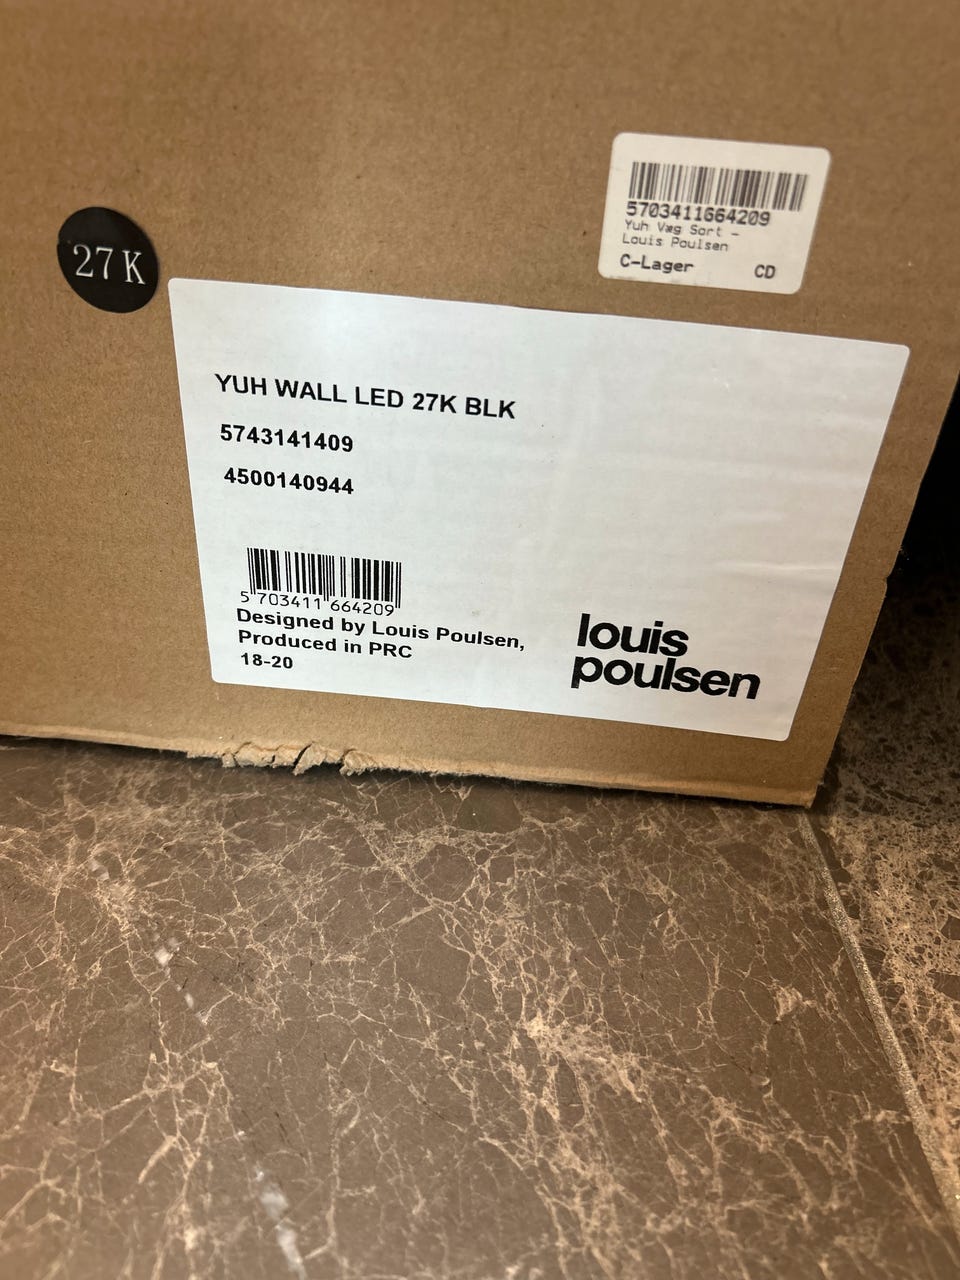 5703411664209
Yuh Væg Sort -
Louis Poulsen
C-Lager CD
27K
YUH WALL LED 27K BLK
5743141409
4500140944
5 703411 664209
Designed by Louis Poulsen,
Produced in PRC
18-20
louis
poulsen